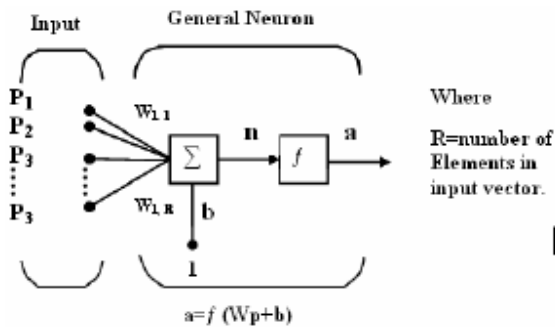 Input
General Neuron
P1
P2
P3
P3
W1,1
W1,R
Σ
n
f
a
b
1
a=f (Wp+b)
Where
R=number of
Elements in
input vector.